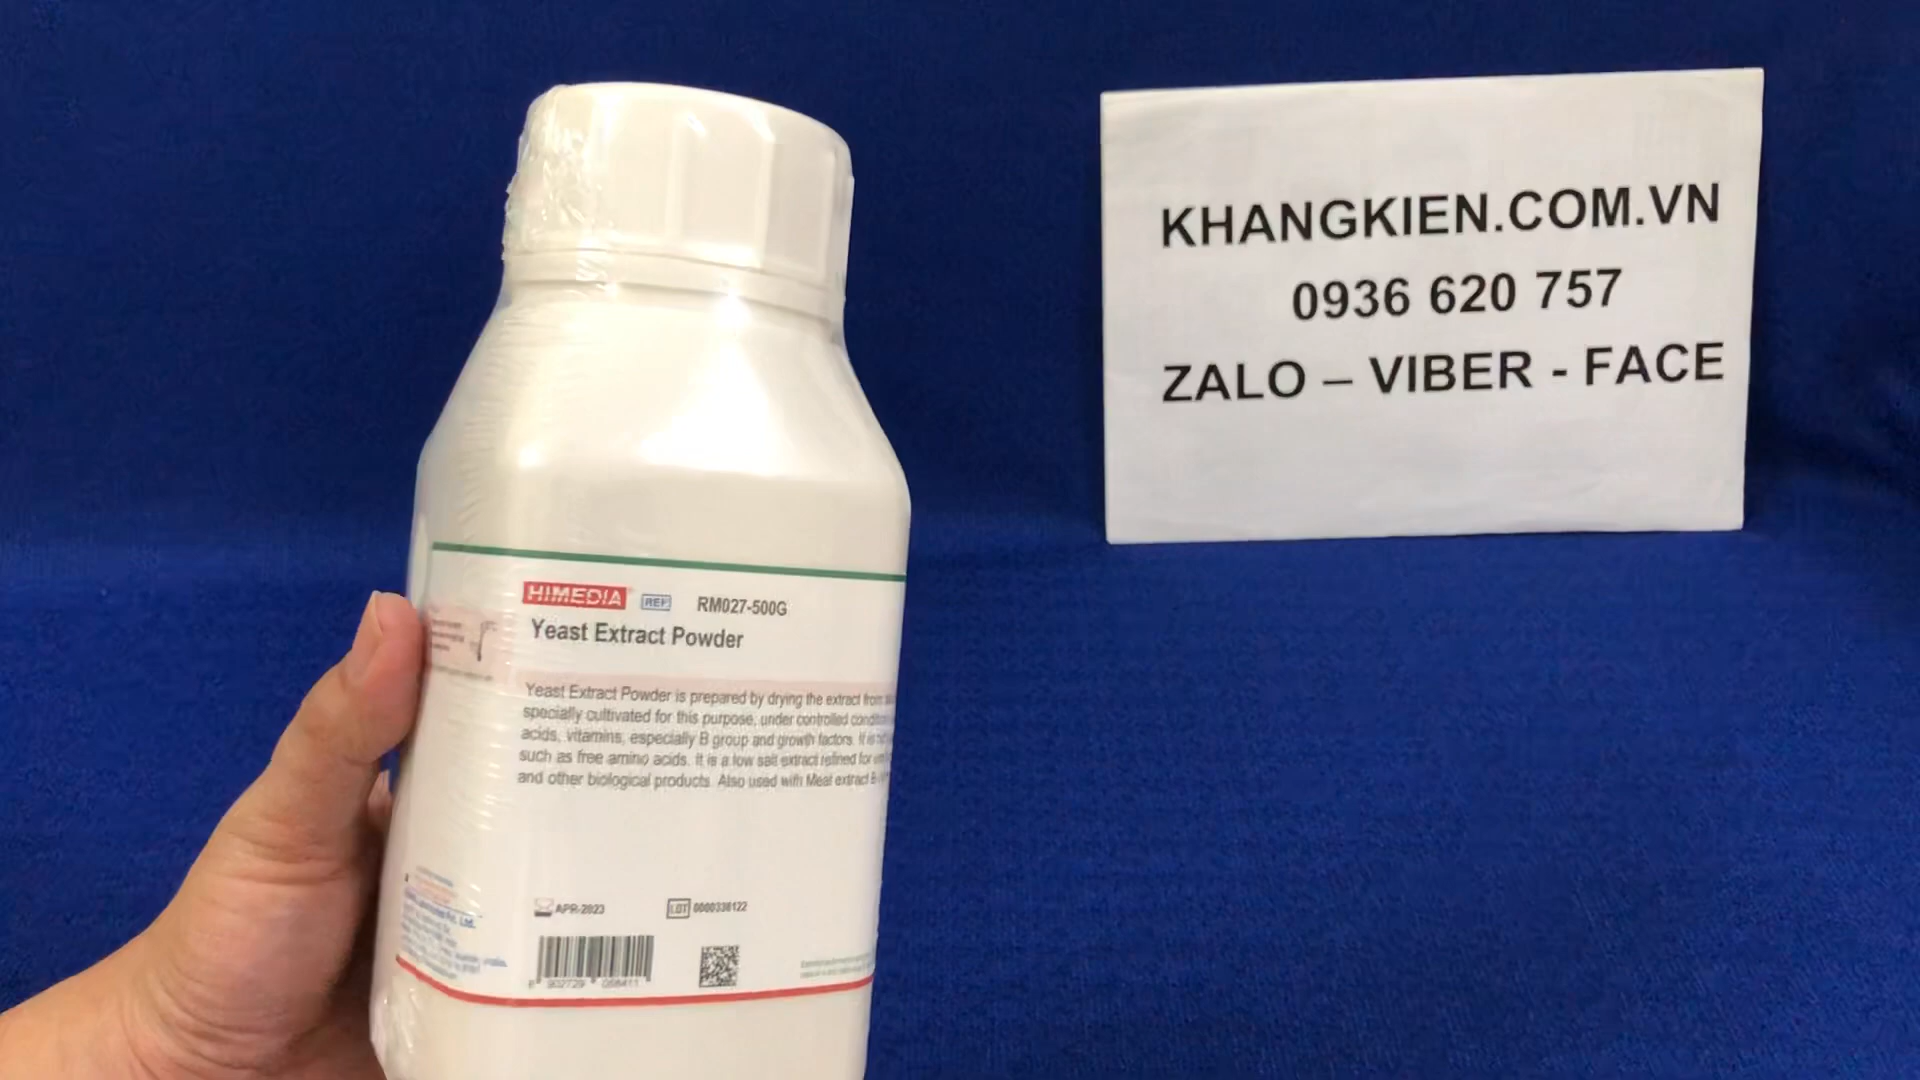 KHANGKIEN.COM.VN
0936 620 757
ZALO – VIBER - FACE
HIMEDIA REF RM027-500G
Yeast Extract Powder
Yeast Extract Powder is prepared by drying the extract from
specially cultivated for this purpose, under controlled
acids, vitamins, especially B group and growth factors. It is
such as free amino acids. It is a low salt extract refined for
and other biological products. Also used with Meat extract B
APR-2023 LOT 0000338122